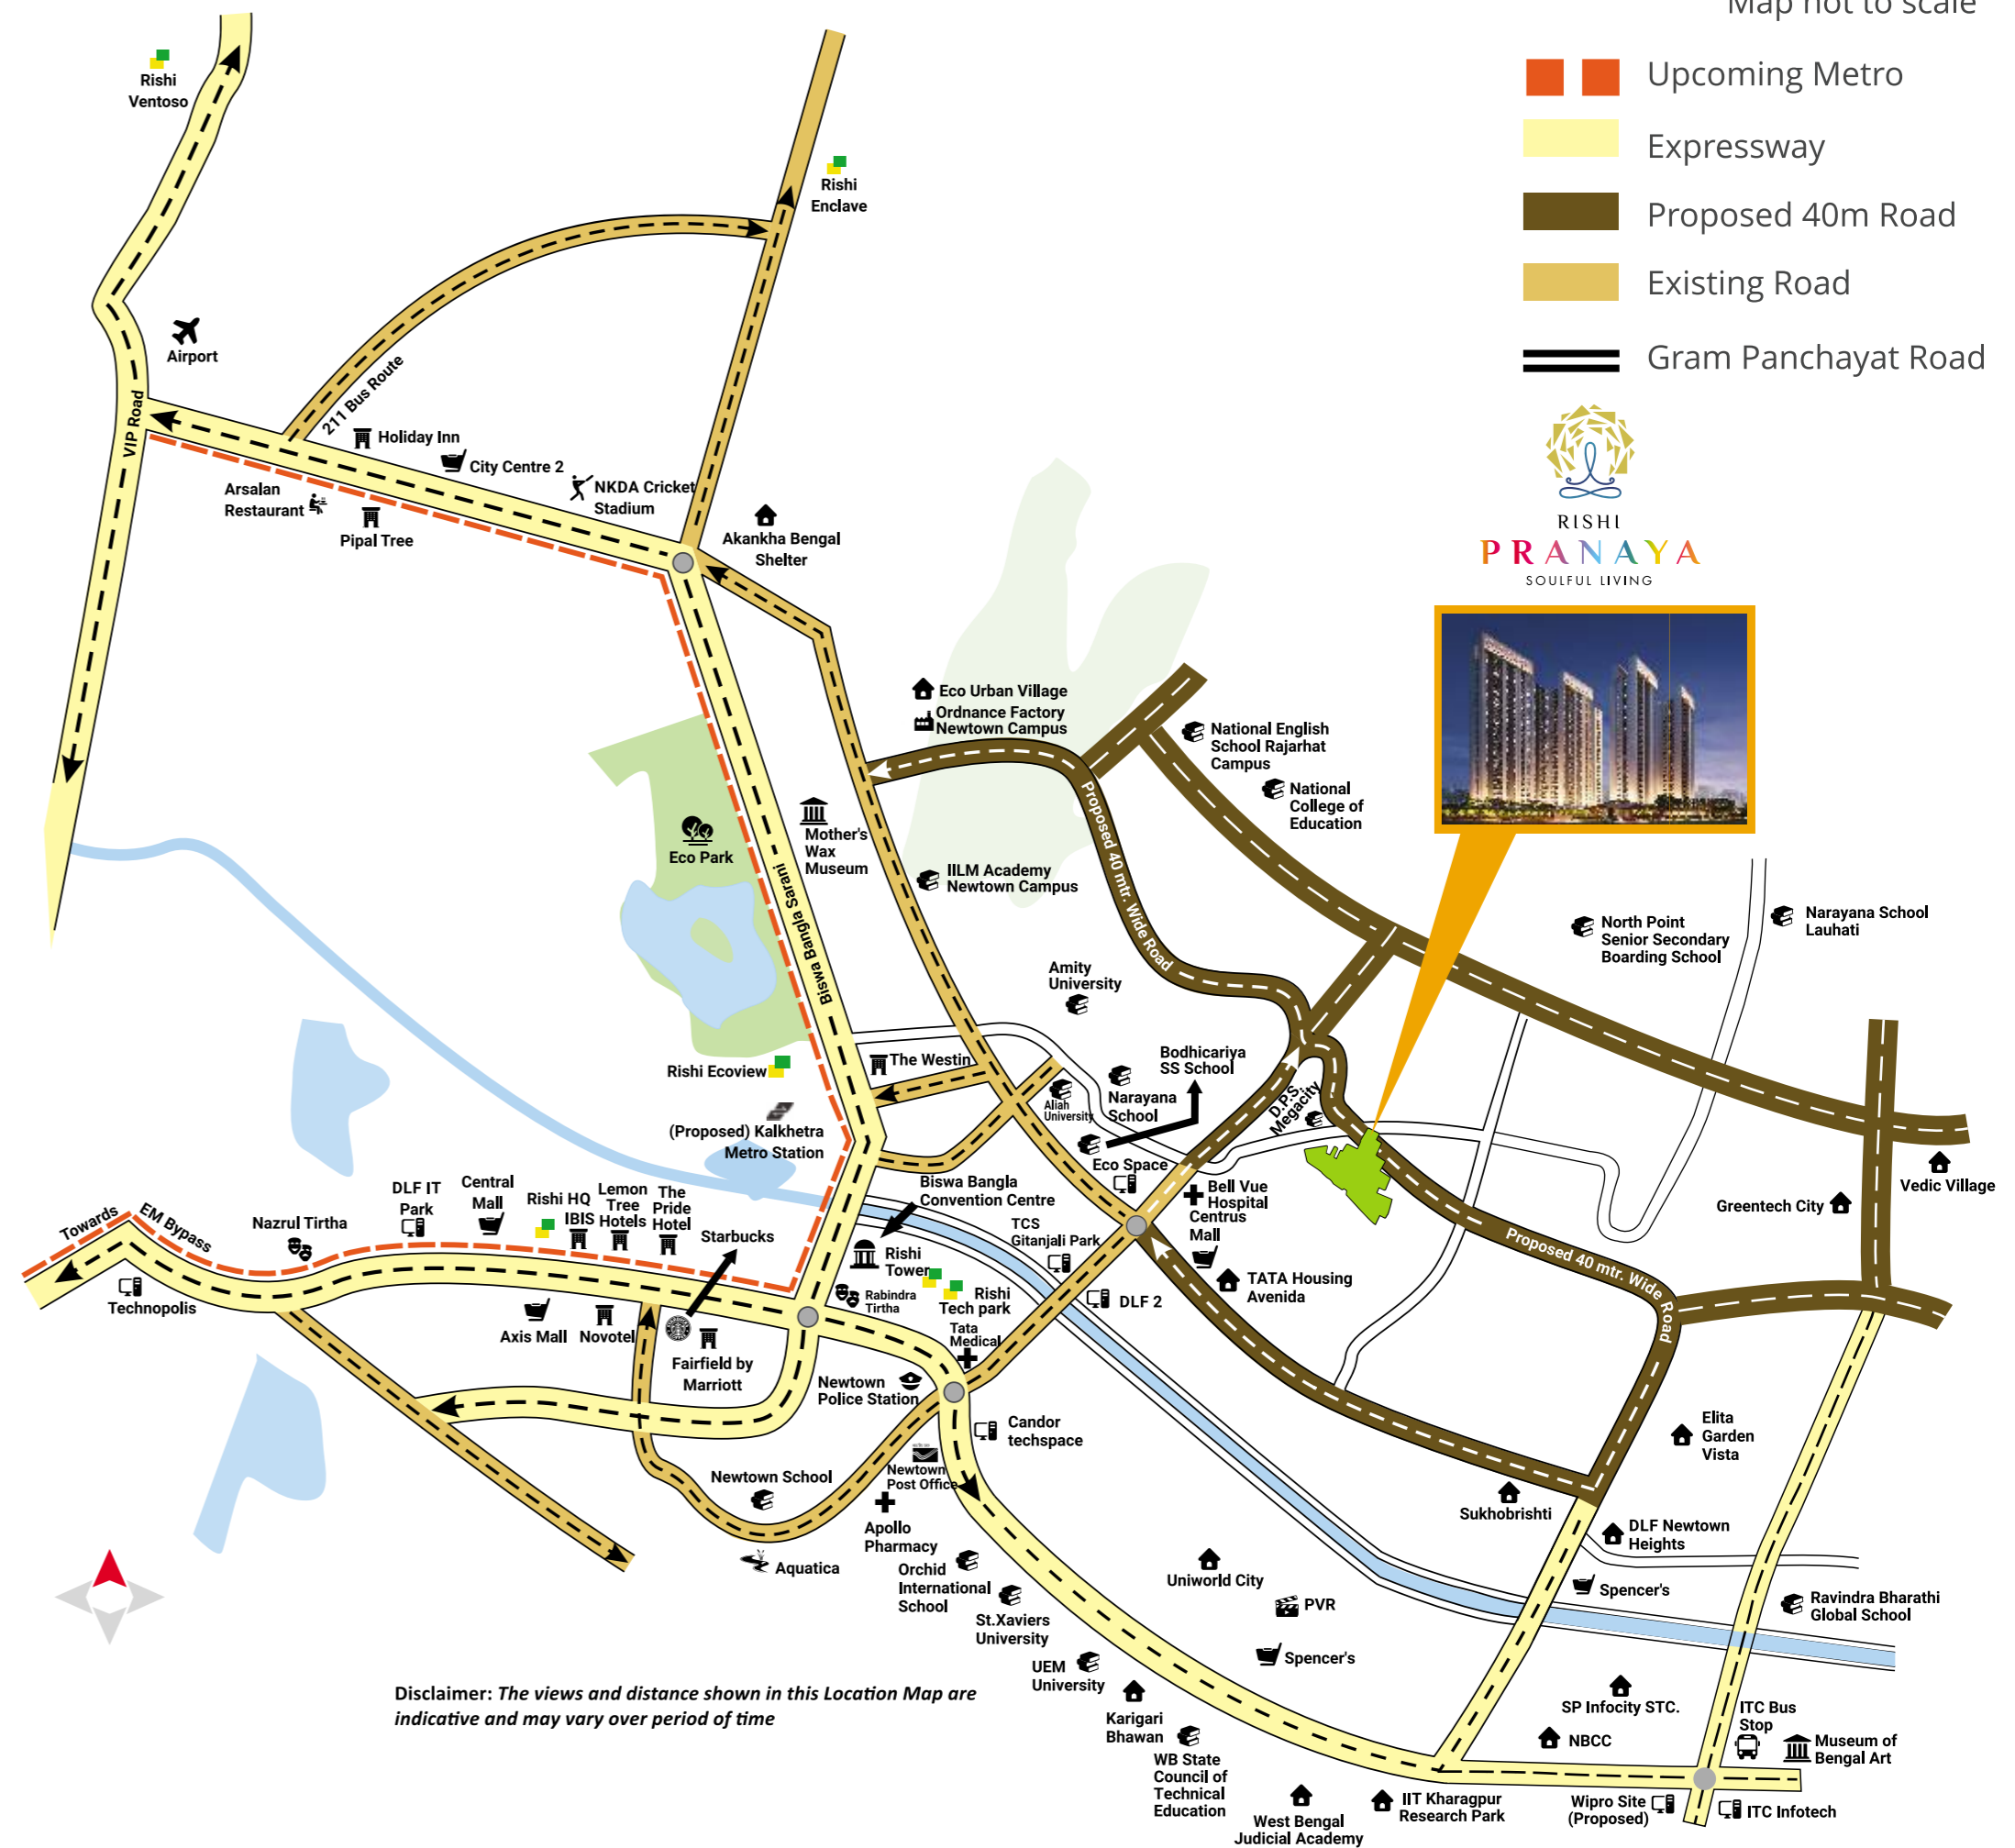 Map not to scale
Upcoming Metro
Expressway
Proposed 40m Road
Existing Road
Gram Panchayat Road
RISHI
PRANAYA
SOULFUL LIVING
Rishi
Ventoso
Rishi
Enclave
Airport
VIP Road
211 Bus Route
Holiday Inn
City Centre 2
NKDA Cricket
Stadium
Arsalan
Restaurant
Pipal Tree
Akankha Bengal
Shelter
Eco Urban Village
Ordnance Factory
Newtown Campus
National English
School Rajarhat
Campus
National
College of
Education
Eco Park
Mother's
Wax
Museum
Biswa Bangla Sarani
IILM Academy
Newtown Campus
Proposed 40 mtr. Wide Road
North Point
Senior Secondary
Boarding School
Narayana School
Lauhati
Amity
University
Rishi Ecoview
The Westin
Bodhicariya
SS School
Narayana
School
Aliah
University
D.P.S.
Megacity
(Proposed) Kalkhetra
Metro Station
Eco Space
Bell Vue
Hospital
Centrus
Mall
Biswa Bangla
Convention Centre
TCS
Gitanjali Park
TATA Housing
Avenida
DLF 2
Vedic Village
Greentech City
Proposed 40 mtr. Wide Road
Towards
EM Bypass
Nazrul Tirtha
DLF IT
Park
Central
Mall
Rishi HQ
IBIS
Lemon
Tree
Hotels
The
Pride
Hotel
Starbucks
Rishi
Tower
Rishi
Tech park
Rabindra
Tirtha
Tata
Medical
Technopolis
Axis Mall
Novotel
Fairfield by
Marriott
Newtown
Police Station
Candor
techspace
Newtown School
Newtown
Post Office
Apollo
Pharmacy
Aquatica
Orchid
International
School
St.Xaviers
University
UEM
University
Karigari
Bhawan
WB State
Council of
Technical
Education
West Bengal
Judicial Academy
IIT Kharagpur
Research Park
Uniworld City
PVR
Spencer's
Sukhobrishti
Elita
Garden
Vista
DLF Newtown
Heights
Spencer's
Ravindra Bharathi
Global School
SP Infocity STC.
NBCC
ITC Bus
Stop
Museum of
Bengal Art
Wipro Site
(Proposed)
ITC Infotech
Disclaimer: The views and distance shown in this Location Map are
indicative and may vary over period of time